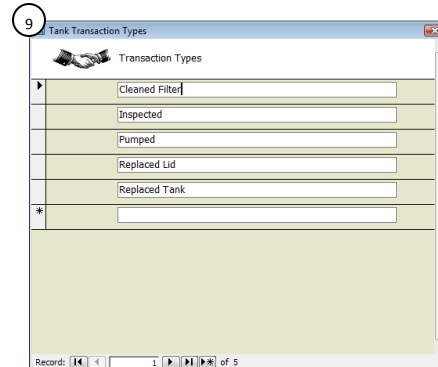 9
Tank Transaction Types
Transaction Types
Cleaned Filter
Inspected
Pumped
Replaced Lid
Replaced Tank
Record: 1 of 5